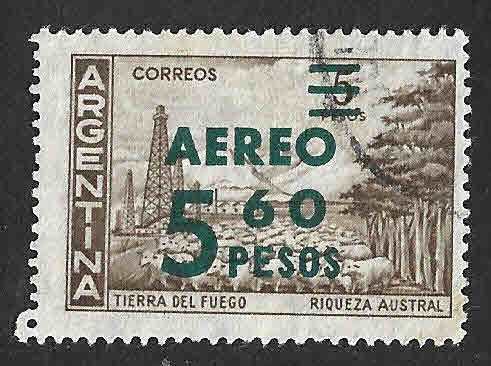 ARGENTINA
CORREOS
5
PESOS
AEREO
5 60
PESOS
TIERRA DEL FUEGO
RIQUEZA AUSTRAL